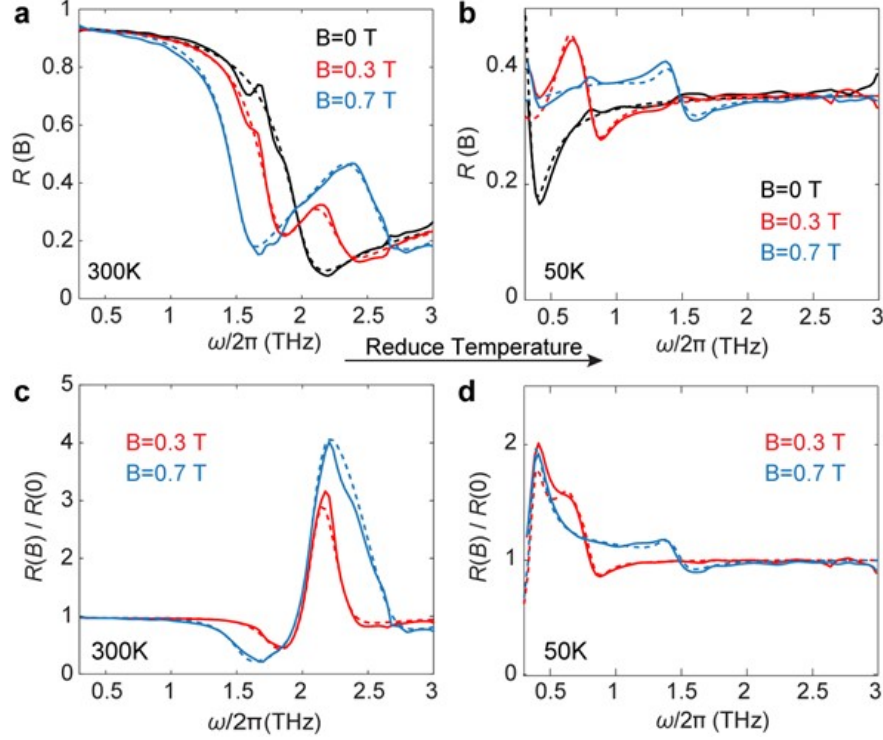 a
B=0 T
B=0.3 T
B=0.7 T
300K
R (B)
1
0.8
0.6
0.4
0.2
0
0.5 1 1.5 2 2.5 3
ω/2π (THz)
b
B=0 T
B=0.3 T
B=0.7 T
50K
R (B)
0.4
0.2
0
0.5 1 1.5 2 2.5 3
ω/2π (THz)
Reduce Temperature
c
B=0.3 T
B=0.7 T
300K
R(B) / R(0)
5
4
3
2
1
0
0.5 1 1.5 2 2.5 3
ω/2π(THz)
d
B=0.3 T
B=0.7 T
50K
R(B) / R(0)
2
1
0
0.5 1 1.5 2 2.5 3
ω/2π (THz)